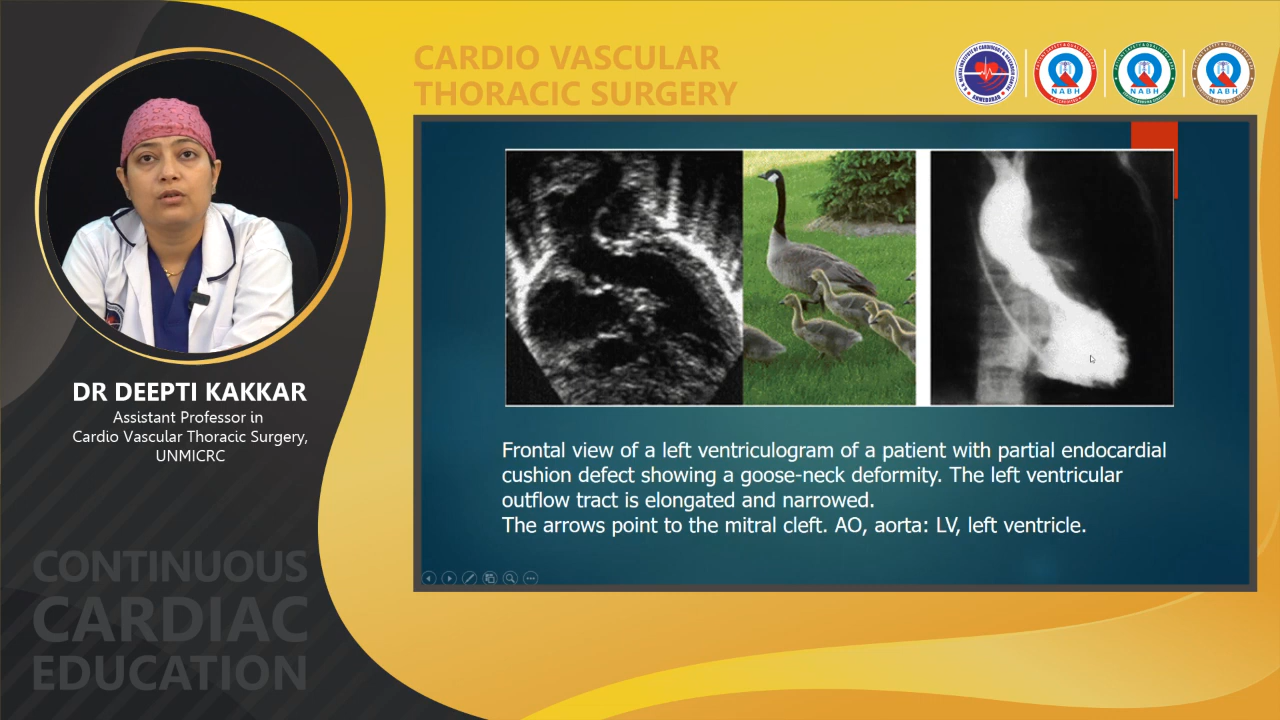 CARDIO VASCULAR
THORACIC SURGERY
NABH
NABH
NABH
DR DEEPTI KAKKAR
Assistant Professor in
Cardio Vascular Thoracic Surgery,
UNMICRC
CONTINUOUS
CARDIAC
EDUCATION
Frontal view of a left ventriculogram of a patient with partial endocardial
cushion defect showing a goose-neck deformity. The left ventricular
outflow tract is elongated and narrowed.
The arrows point to the mitral cleft. AO, aorta: LV, left ventricle.